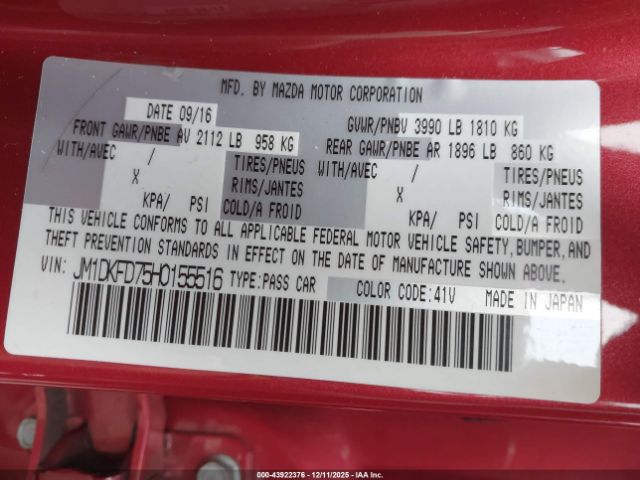 MFD. BY MAZDA MOTOR CORPORATION
DATE 09/16
GVWR/PNBV 3990 LB 1810 KG
FRONT GAWR/PNBE AV 2112 LB 958 KG
REAR GAWR/PNBE AR 1896 LB 860 KG
WITH/AVEC / TIRES/PNEUS
X RIMS/JANTES
KPA/ PSI COLD/A FROID
WITH/AVEC / TIRES/PNEUS
X RIMS/JANTES
KPA/ PSI COLD/A FROID
THIS VEHICLE CONFORMS TO ALL APPLICABLE FEDERAL MOTOR VEHICLE SAFETY, BUMPER, AND
THEFT PREVENTION STANDARDS IN EFFECT ON THE DATE OF MANUFACTURE SHOWN ABOVE.
VIN: JM1DKFD75H0155516 TYPE: PASS CAR
COLOR CODE: 41V MADE IN JAPAN
000-43922376 - 12/11/2025 - IAA Inc.